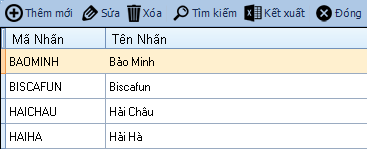 Thêm mới Sửa Xóa Tìm kiếm Kết xuất Đóng
Mã Nhãn Tên Nhãn
BAOMINH Bảo Minh
BISCAFUN Biscafun
HAICHAU Hải Châu
HAIHA Hải Hà